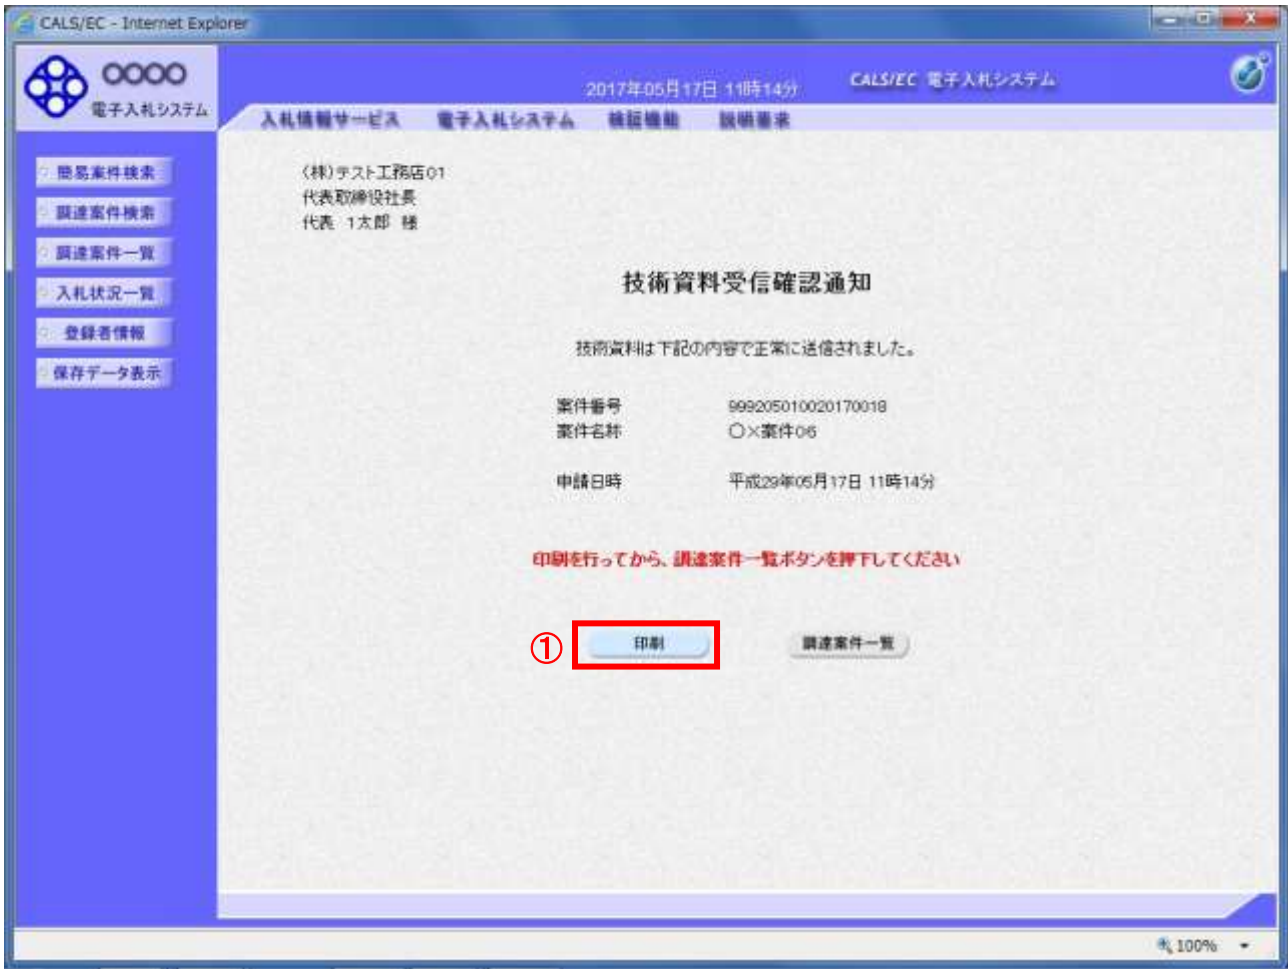 CALS/EC - Internet Explorer
〇〇〇〇
電子入札システム
2017年05月17日 11時14分
CALS/EC 電子入札システム
入札情報サービス 電子入札システム 検証機能 説明要求
簡易案件検索
調達案件検索
調達案件一覧
入札状況一覧
登録者情報
保存データ表示
(株)テスト工務店01
代表取締役社長
代表 1太郎 様
技術資料受信確認通知
技術資料は下記の内容で正常に送信されました。
案件番号 999205010020170018
案件名称 〇×案件06
申請日時 平成29年05月17日 11時14分
印刷を行ってから、調達案件一覧ボタンを押下してください
① 印刷 調達案件一覧
100%